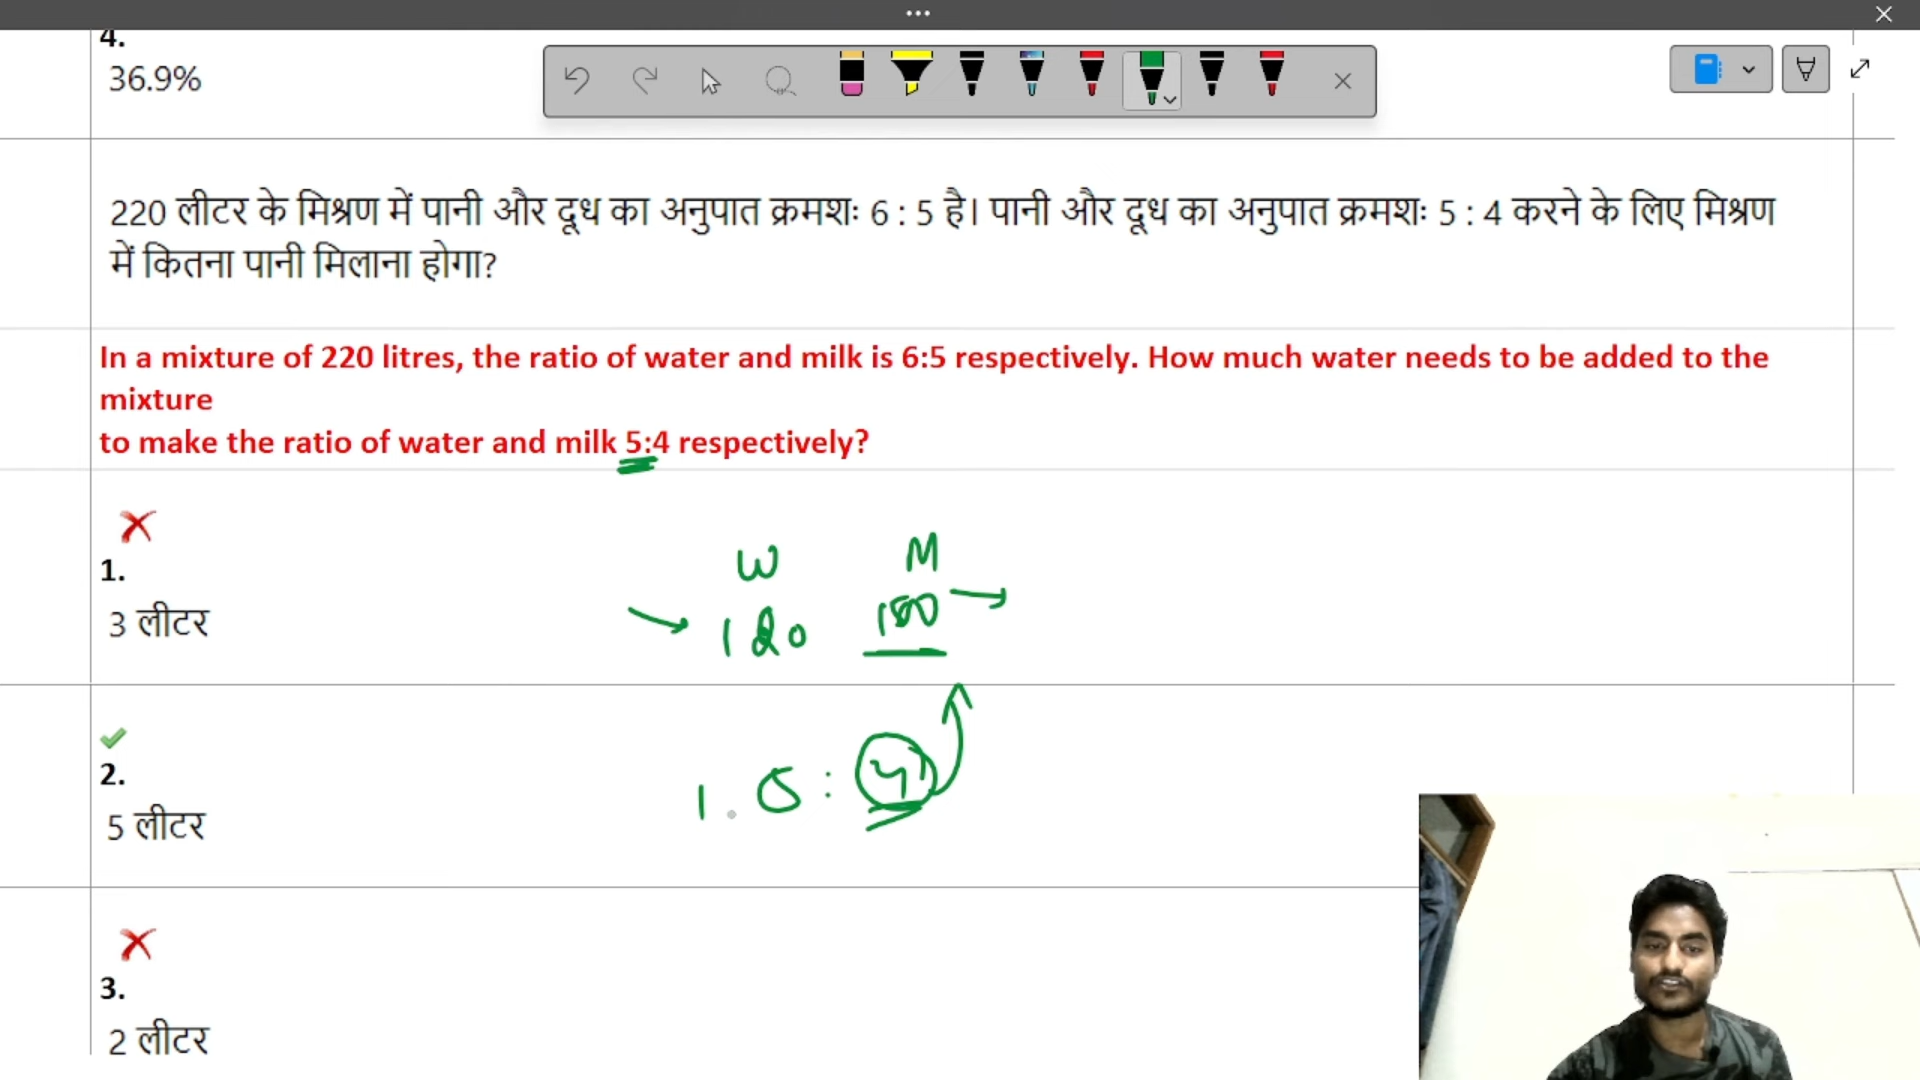 4.
36.9%
220 लीटर के मिश्रण में पानी और दूध का अनुपात क्रमशः 6 : 5 है। पानी और दूध का अनुपात क्रमशः 5 : 4 करने के लिए मिश्रण
में कितना पानी मिलाना होगा?
In a mixture of 220 litres, the ratio of water and milk is 6:5 respectively. How much water needs to be added to the
mixture
to make the ratio of water and milk 5:4 respectively?
1.
3 लीटर
W M
120 100
2.
5 लीटर
1. 5 : 4
3.
2 लीटर